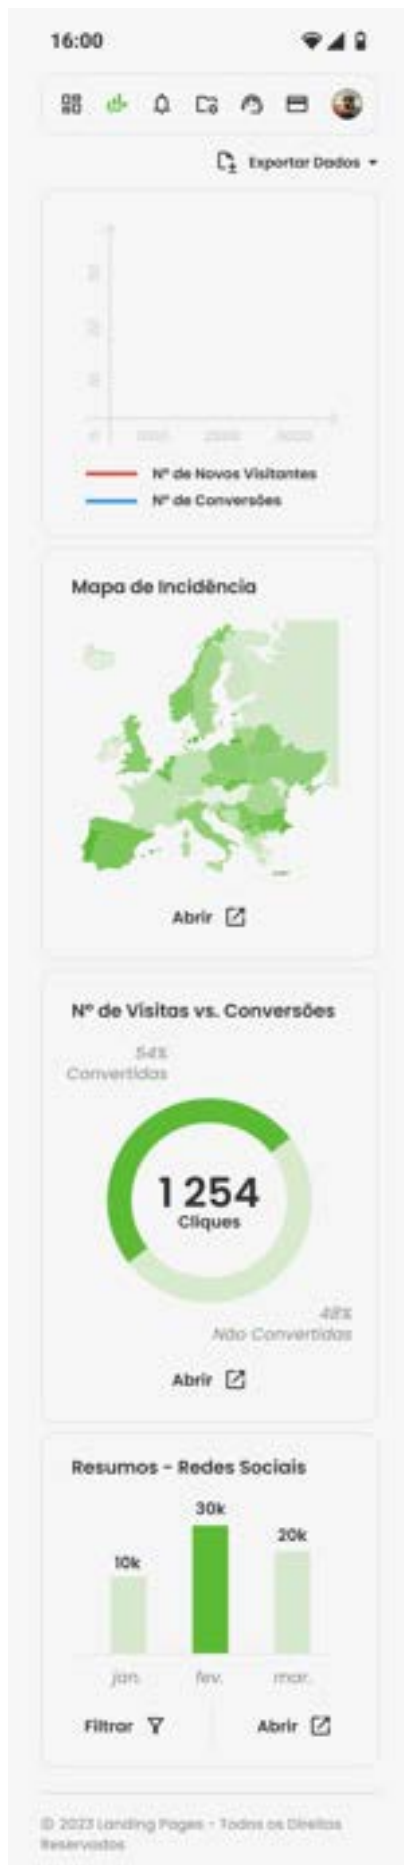 16:00
Exportar Dados
Nº de Novos Visitantes
Nº de Conversões
Mapa de Incidência
Abrir
Nº de Visitas vs. Conversões
54%
Convertidas
1 254
Cliques
48%
Não Convertidas
Abrir
Resumos - Redes Sociais
30k
20k
10k
jan. fev. mar.
Filtrar Abrir
© 2023 Landing Pages - Todos os Direitos
Reservados